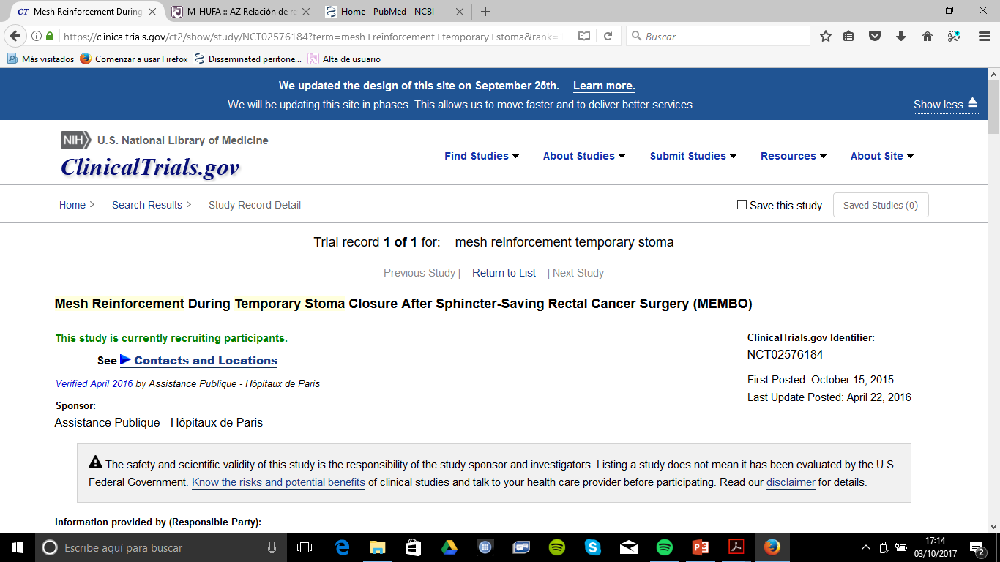 CT Mesh Reinforcement During
M-HUFA :: AZ Relación de re
Home - PubMed - NCBI
https://clinicaltrials.gov/ct2/show/study/NCT02576184?term=mesh+reinforcement+temporary+stoma&rank=
Buscar
Más visitados Comenzar a usar Firefox Disseminated peritone... Alta de usuario
We updated the design of this site on September 25th. Learn more.
We will be updating this site in phases. This allows us to move faster and to deliver better services.
Show less
NIH U.S. National Library of Medicine
ClinicalTrials.gov
Find Studies About Studies Submit Studies Resources About Site
Home > Search Results > Study Record Detail
Save this study Saved Studies (0)
Trial record 1 of 1 for: mesh reinforcement temporary stoma
Previous Study | Return to List | Next Study
Mesh Reinforcement During Temporary Stoma Closure After Sphincter-Saving Rectal Cancer Surgery (MEMBO)
This study is currently recruiting participants.
See Contacts and Locations
Verified April 2016 by Assistance Publique - Hôpitaux de Paris
Sponsor:
Assistance Publique - Hôpitaux de Paris
ClinicalTrials.gov Identifier:
NCT02576184
First Posted: October 15, 2015
Last Update Posted: April 22, 2016
The safety and scientific validity of this study is the responsibility of the study sponsor and investigators. Listing a study does not mean it has been evaluated by the U.S.
Federal Government. Know the risks and potential benefits of clinical studies and talk to your health care provider before participating. Read our disclaimer for details.
Information provided by (Responsible Party):
Escribe aquí para buscar
17:14
03/10/2017
2